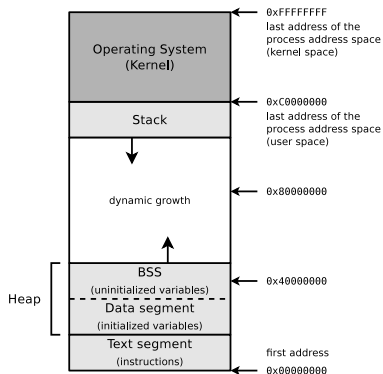 0xFFFFFFFF
last address of the
process address space
(kernel space)
Operating System
(Kernel)
0xC0000000
last address of the
process address space
(user space)
Stack
dynamic growth
0x80000000
BSS
(uninitialized variables)
0x40000000
Heap
Data segment
(initialized variables)
Text segment
(instructions)
first address
0x00000000